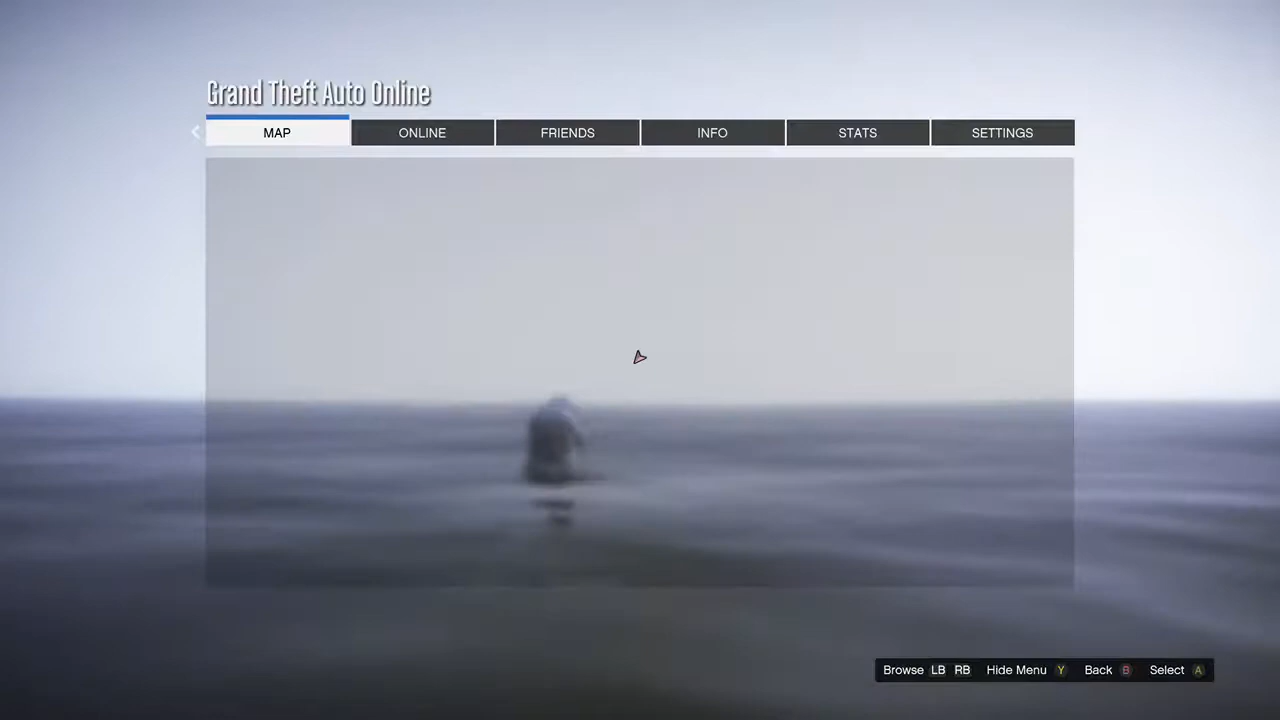 Grand Theft Auto Online
MAP ONLINE FRIENDS INFO STATS SETTINGS
Browse LB RB Hide Menu Y Back B Select A